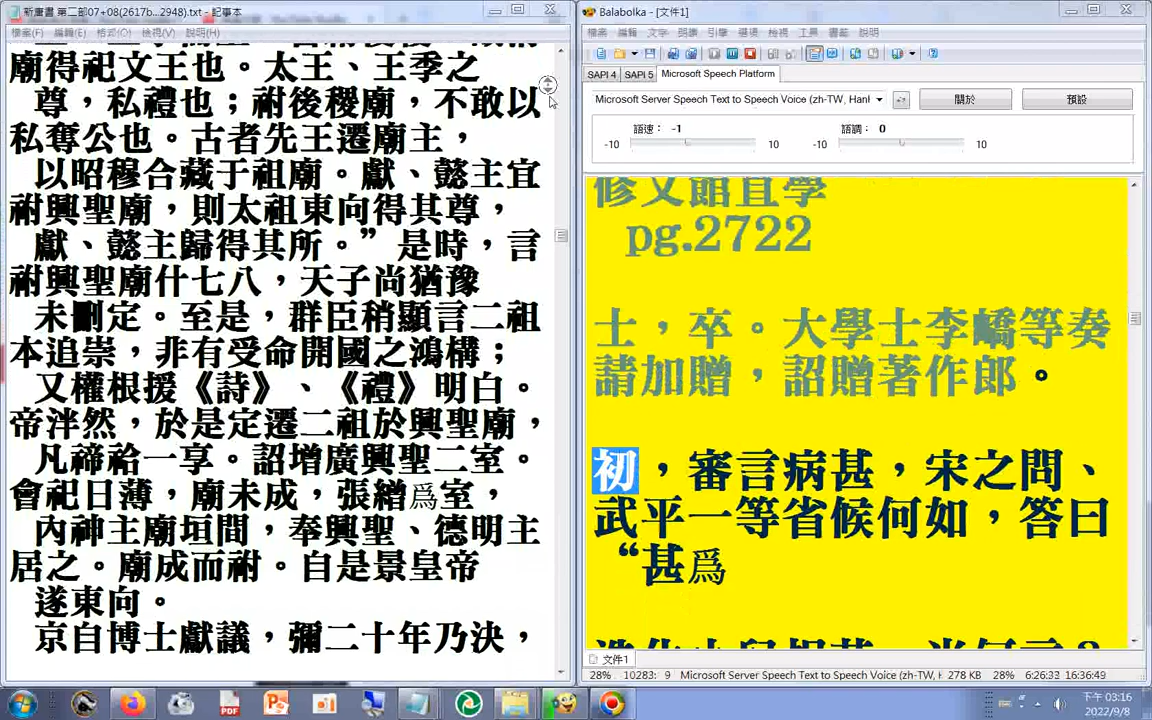 新唐書 第二部07+08(2617b...2948).txt - 記事本
檔案(F) 編輯(E) 格式(O) 檢視(V) 說明(H)
廟得祀文王也。太王、王季之
尊，私禮也；祔後稷廟，不敢以
私奪公也。古者先王遷廟主，
以昭穆合藏于祖廟。獻、懿主宜
祔興聖廟，則太祖東向得其尊，
獻、懿主歸得其所。”是時，言
祔興聖廟什七八，天子尚猶豫
未刪定。至是，群臣稍顯言二祖
本追崇，非有受命開國之鴻構；
又權根援《詩》、《禮》明白。
帝泮然，於是定遷二祖於興聖廟，
凡禘祫一享。詔增廣興聖二室。
會祀日薄，廟未成，張繒爲室，
內神主廟垣間，奉興聖、德明主
居之。廟成而祔。自是景皇帝
遂東向。
京自博士獻議，彌二十年乃決，
Balabolka - [文件1]
檔案 編輯 文字 朗讀 引擎 選項 檢視 工具 書籤 說明
SAPI 4 SAPI 5 Microsoft Speech Platform
Microsoft Server Speech Text to Speech Voice (zh-TW, Hanl
關於
預設
語速： -1 語調： 0
-10 10 -10 10
修文館直學
pg.2722
士，卒。大學士李嶠等奏
請加贈，詔贈著作郎。
初，審言病甚，宋之問、
武平一等省候何如，答曰
“甚爲
文件1
28% 10283: 9 Microsoft Server Speech Text to Speech Voice (zh-TW, H 278 KB 28% 6:26:33 16:36:49
下午 03:16
2022/9/8